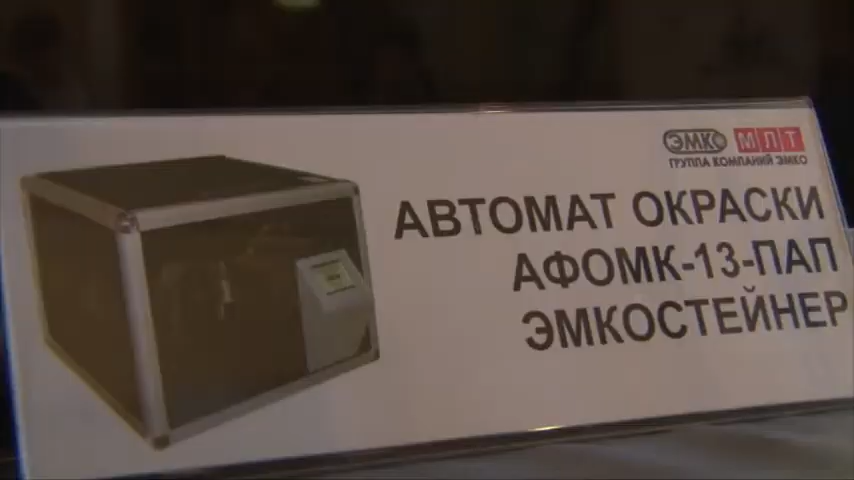 ЭМКО МЛТ
ГРУППА КОМПАНИЙ ЭМКО
АВТОМАТ ОКРАСКИ
АФОМК-13-ПАП
ЭМКОСТЕЙНЕР